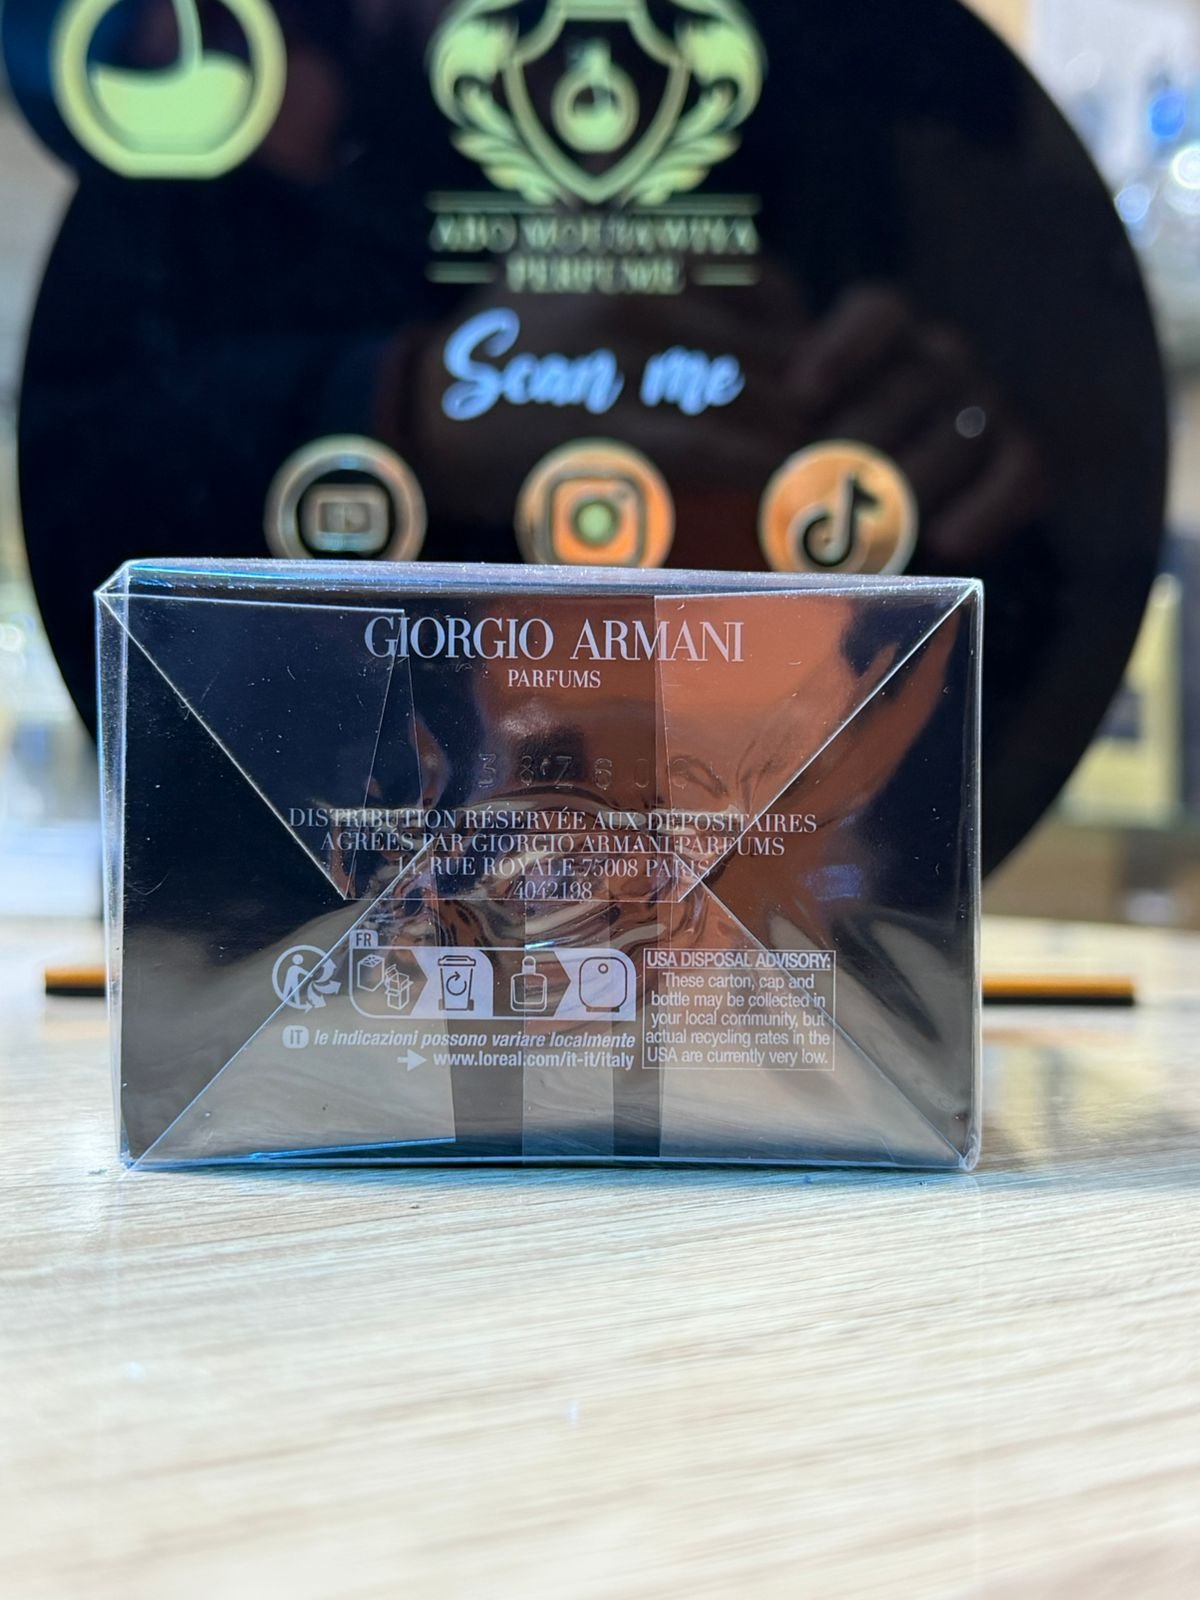 ABO MOUSAWIYA
PERFUME
Scan me
GIORGIO ARMANI
PARFUMS
DISTRIBUTION RÉSERVÉE AUX DÉPOSITAIRES
AGRÉÉS PAR GIORGIO ARMANI PARFUMS
RUE ROYALE 75008 PARIS
4042198
FR
IT le indicazioni possono variare localmente
www.loreal.com/it-it/italy
USA DISPOSAL ADVISORY:
These carton, cap and
bottle may be collected in
your local community, but
actual recycling rates in the
USA are currently very low.